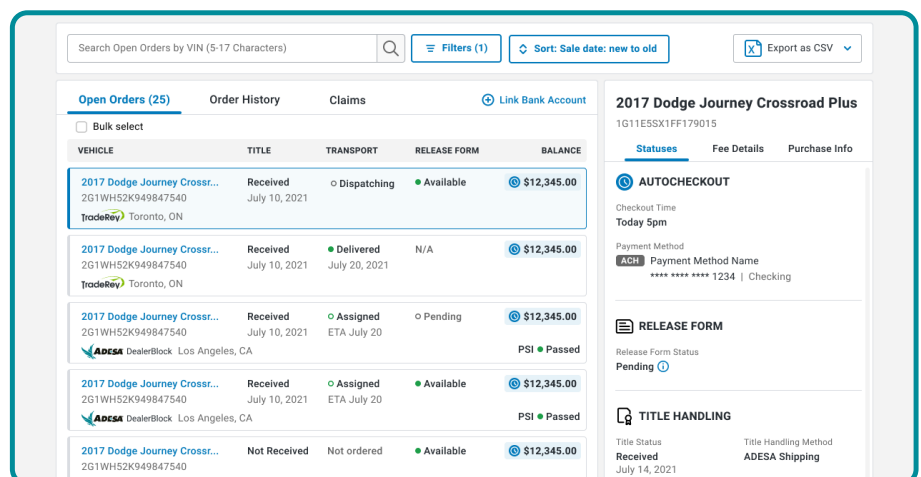 Search Open Orders by VIN (5-17 Characters)
Filters (1)
Sort: Sale date: new to old
Export as CSV
Open Orders (25)
Order History
Claims
Link Bank Account
Bulk select
VEHICLE TITLE TRANSPORT RELEASE FORM BALANCE
2017 Dodge Journey Crossr... Received Dispatching Available $12,345.00
2G1WH52K949847540 July 10, 2021
TradeRev Toronto, ON
2017 Dodge Journey Crossr... Received Delivered N/A $12,345.00
2G1WH52K949847540 July 10, 2021 July 20, 2021
TradeRev Toronto, ON
2017 Dodge Journey Crossr... Received Assigned Pending $12,345.00
2G1WH52K949847540 July 10, 2021 ETA July 20
ADESA DealerBlock Los Angeles, CA PSI Passed
2017 Dodge Journey Crossr... Received Assigned Available $12,345.00
2G1WH52K949847540 July 10, 2021 ETA July 20
ADESA DealerBlock Los Angeles, CA PSI Passed
2017 Dodge Journey Crossr... Not Received Not ordered Available $12,345.00
2G1WH52K949847540
2017 Dodge Journey Crossroad Plus
1G11E5SX1FF179015
Statuses Fee Details Purchase Info
AUTOCHECKOUT
Checkout Time
Today 5pm
Payment Method
ACH Payment Method Name
**** **** **** 1234 | Checking
RELEASE FORM
Release Form Status
Pending
TITLE HANDLING
Title Status Title Handling Method
Received ADESA Shipping
July 14, 2021